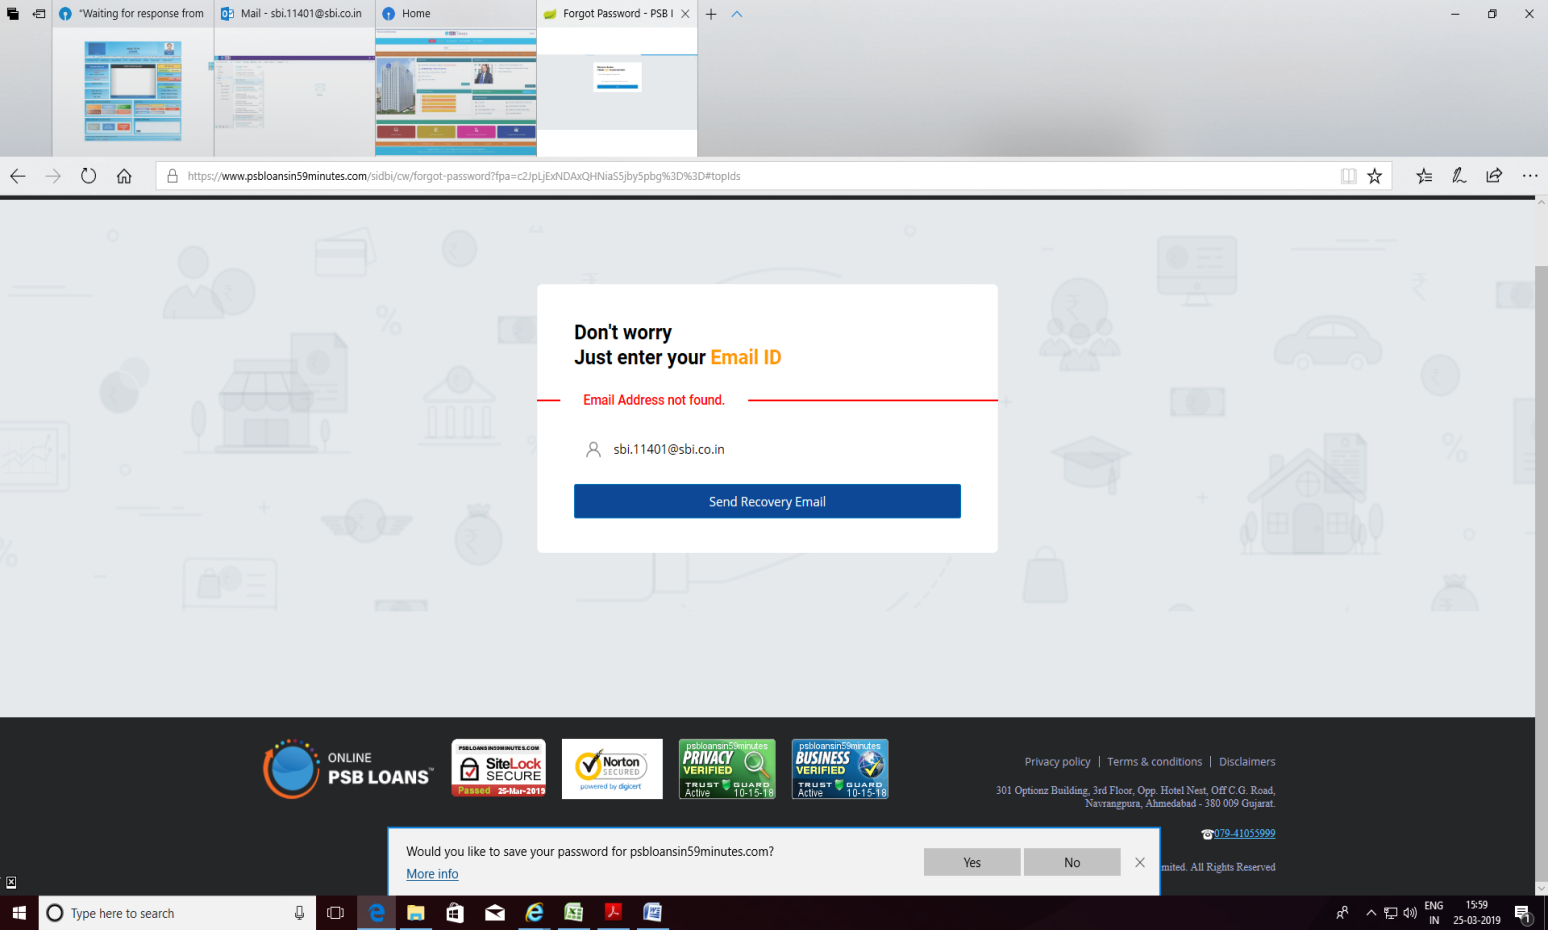 "Waiting for response from
Mail - sbi.11401@sbi.co.in
Home
Forgot Password - PSB l
https://www.psbloansin59minutes.com/sidbi/cw/forgot-password?fpa=c2JpLjExNDAxQHNiaS5jby5pbg%3D%3D#topIds
Don't worry
Just enter your Email ID
Email Address not found.
sbi.11401@sbi.co.in
Send Recovery Email
ONLINE
PSB LOANS™
PSBLOANSIN59MINUTES.COM
SiteLock
SECURE
Passed 25-Mar-2019
Norton
SECURED
powered by digicert
psbloansin59minutes
PRIVACY
VERIFIED
TRUST GUARD
Active 10-15-18
psbloansin59minutes
BUSINESS
VERIFIED
TRUST GUARD
Active 10-15-18
Privacy policy | Terms & conditions | Disclaimers
301 Optionz Building, 3rd Floor, Opp. Hotel Nest, Off C.G. Road,
Navrangpura, Ahmedabad - 380 009 Gujarat.
☎079-41055999
mited. All Rights Reserved
Would you like to save your password for psbloansin59minutes.com?
More info
Yes
No
Type here to search
ENG
IN
15:59
25-03-2019
1